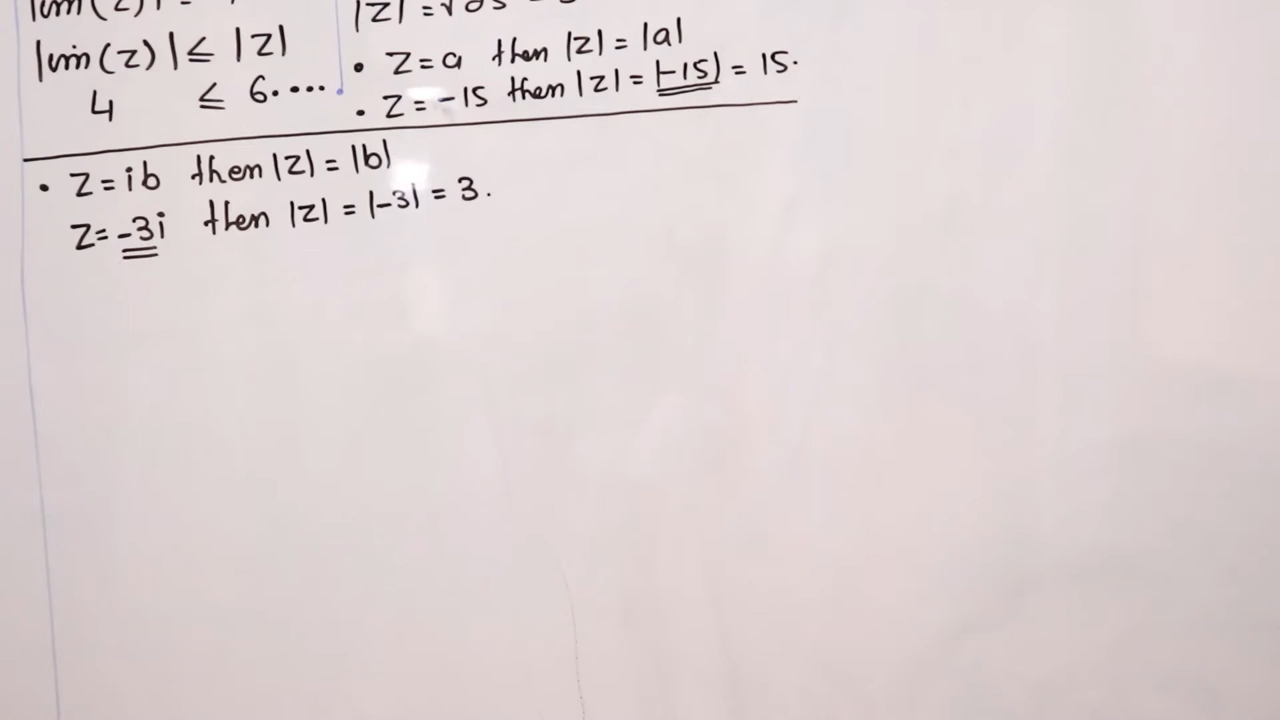 |Im(z)| ≤ |z|
4 ≤ 6....
|z| =
• z = a then |z| = |a|
• z = -15 then |z| = |-15| = 15.
• z = ib then |z| = |b|
z = -3i then |z| = |-3| = 3.